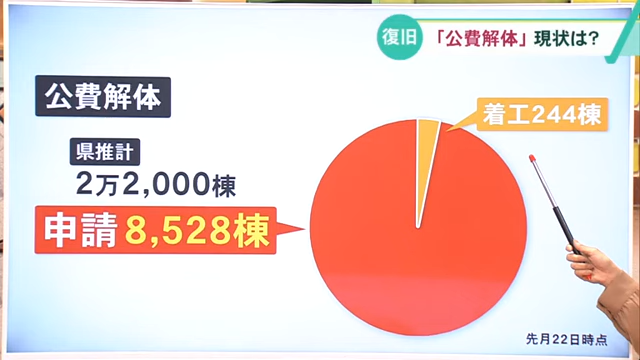 復旧 「公費解体」現状は?
公費解体
着工244棟
県推計
2万2,000棟
申請8,528棟
先月22日時点